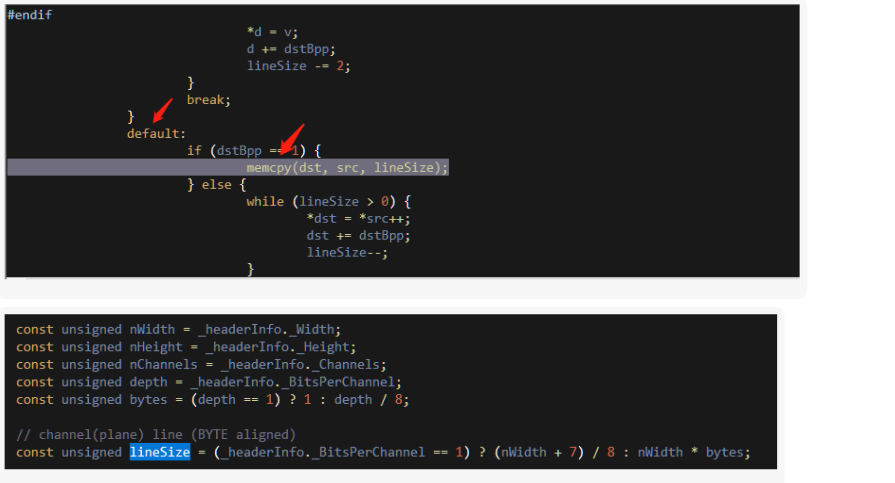 #endif
*d = v;
d += dstBpp;
lineSize -= 2;
}
break;
}
default:
if (dstBpp == 1) {
memcpy(dst, src, lineSize);
} else {
while (lineSize > 0) {
*dst = *src++;
dst += dstBpp;
lineSize--;
}
const unsigned nWidth = _headerInfo._Width;
const unsigned nHeight = _headerInfo._Height;
const unsigned nChannels = _headerInfo._Channels;
const unsigned depth = _headerInfo._BitsPerChannel;
const unsigned bytes = (depth == 1) ? 1 : depth / 8;
// channel(plane) line (BYTE aligned)
const unsigned lineSize = (_headerInfo._BitsPerChannel == 1) ? (nWidth + 7) / 8 : nWidth * bytes;